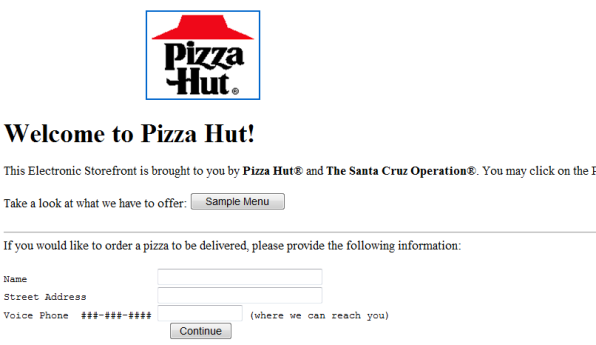 Pizza
Hut®
Welcome to Pizza Hut!
This Electronic Storefront is brought to you by Pizza Hut® and The Santa Cruz Operation®. You may click on the
Take a look at what we have to offer: Sample Menu
If you would like to order a pizza to be delivered, please provide the following information:
Name
Street Address
Voice Phone ###-###-#### (where we can reach you)
Continue